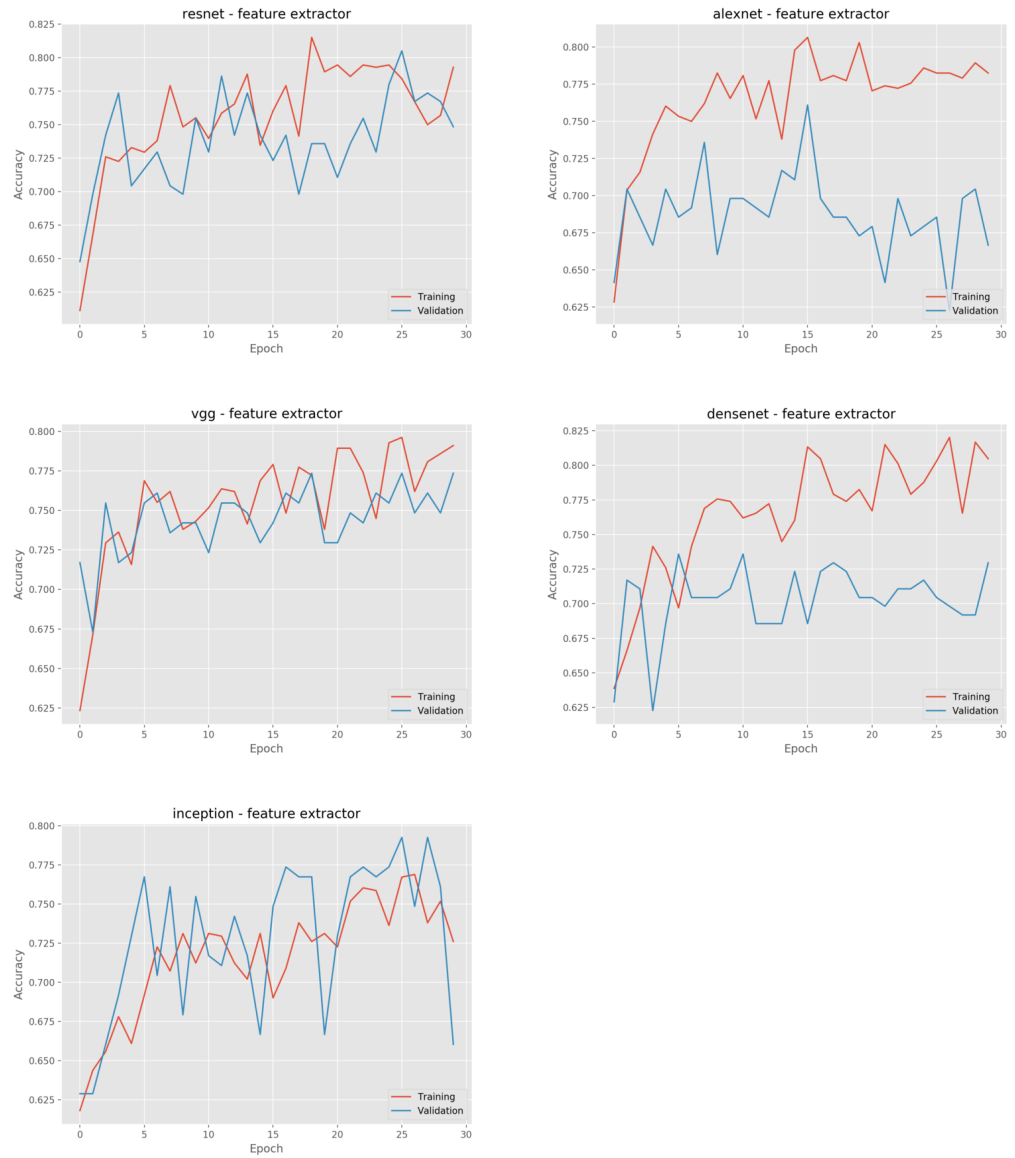 resnet - feature extractor
0.825
0.800
0.775
0.750
0.725
0.700
0.675
0.650
0.625
Accuracy
0 5 10 15 20 25 30
Epoch
Training
Validation
alexnet - feature extractor
0.800
0.775
0.750
0.725
0.700
0.675
0.650
0.625
Accuracy
0 5 10 15 20 25 30
Epoch
Training
Validation
vgg - feature extractor
0.800
0.775
0.750
0.725
0.700
0.675
0.650
0.625
Accuracy
0 5 10 15 20 25 30
Epoch
Training
Validation
densenet - feature extractor
0.825
0.800
0.775
0.750
0.725
0.700
0.675
0.650
0.625
Accuracy
0 5 10 15 20 25 30
Epoch
Training
Validation
inception - feature extractor
0.800
0.775
0.750
0.725
0.700
0.675
0.650
0.625
Accuracy
0 5 10 15 20 25 30
Epoch
Training
Validation